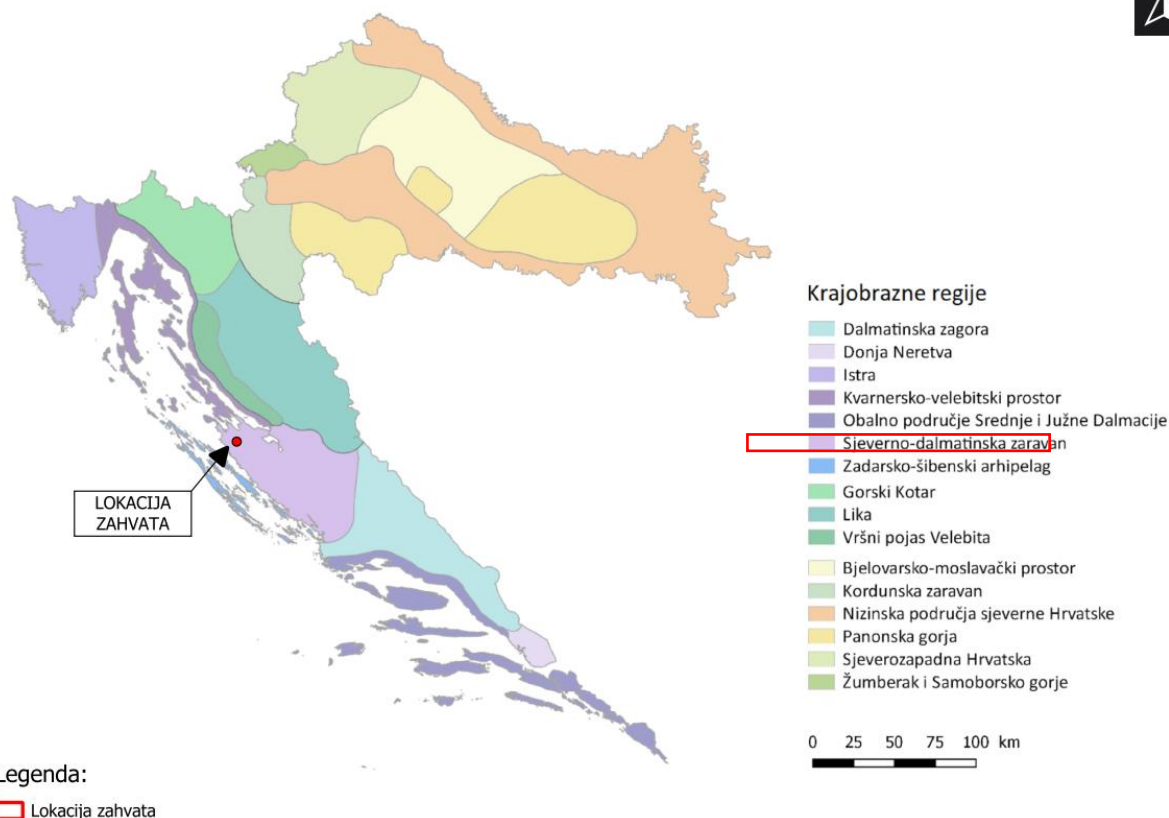 LOKACIJA
ZAHVATA
Krajobrazne regije
Dalmatinska zagora
Donja Neretva
Istra
Kvarnersko-velebitski prostor
Obalno područje Srednje i Južne Dalmacije
Sjeverno-dalmatinska zaravan
Zadarsko-šibenski arhipelag
Gorski Kotar
Lika
Vršni pojas Velebita
Bjelovarsko-moslavački prostor
Kordunska zaravan
Nizinska područja sjeverne Hrvatske
Panonska gorja
Sjeverozapadna Hrvatska
Žumberak i Samoborsko gorje
0 25 50 75 100 km
Legenda:
Lokacija zahvata